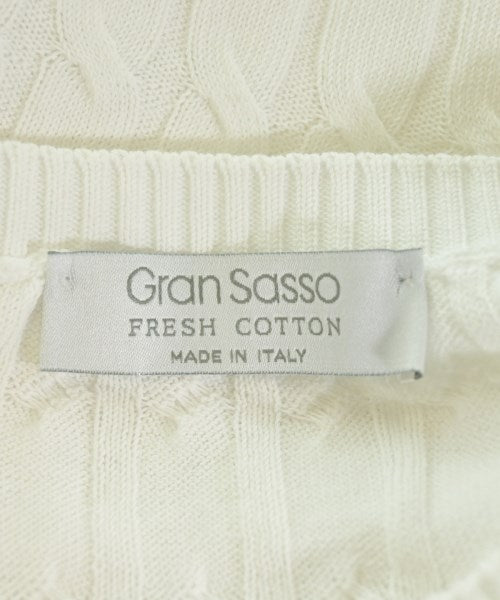 Gran Sasso
FRESH COTTON
MADE IN ITALY